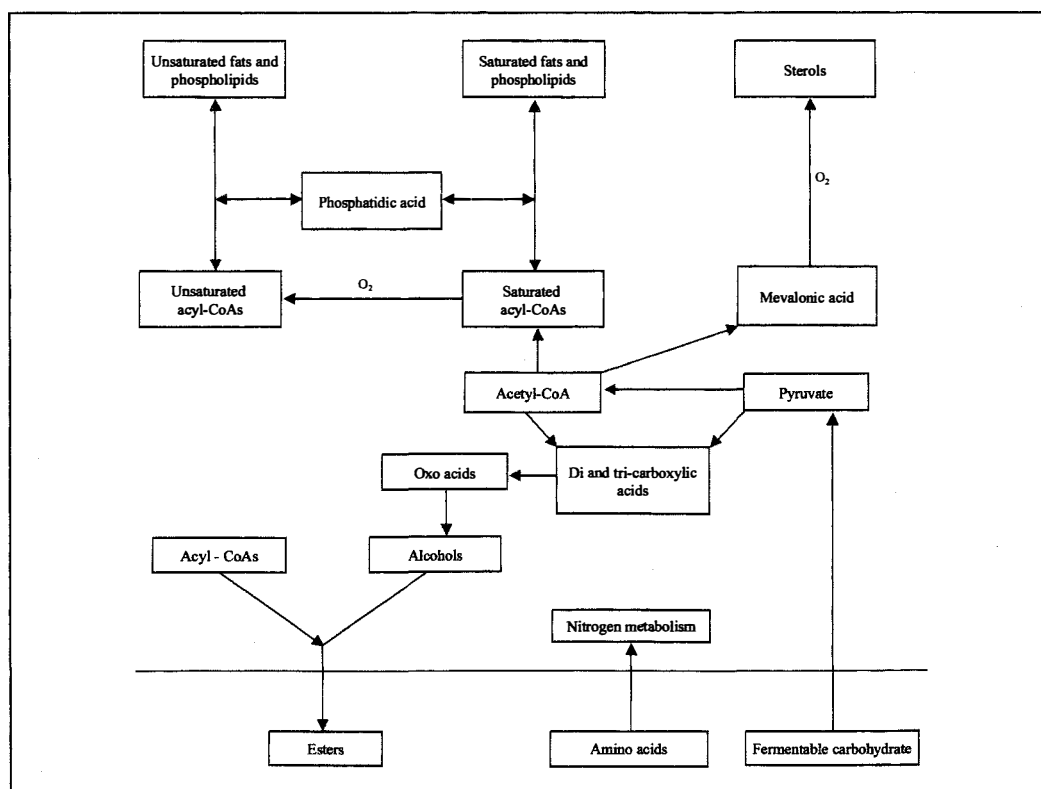 Unsaturated fats and
phospholipids
Saturated fats and
phospholipids
Sterols
O₂
Phosphatidic acid
Unsaturated
acyl-CoAs
O₂
Saturated
acyl-CoAs
Mevalonic acid
Acetyl-CoA
Pyruvate
Oxo acids
Di and tri-carboxylic
acids
Acyl - CoAs
Alcohols
Nitrogen metabolism
Esters
Amino acids
Fermentable carbohydrate